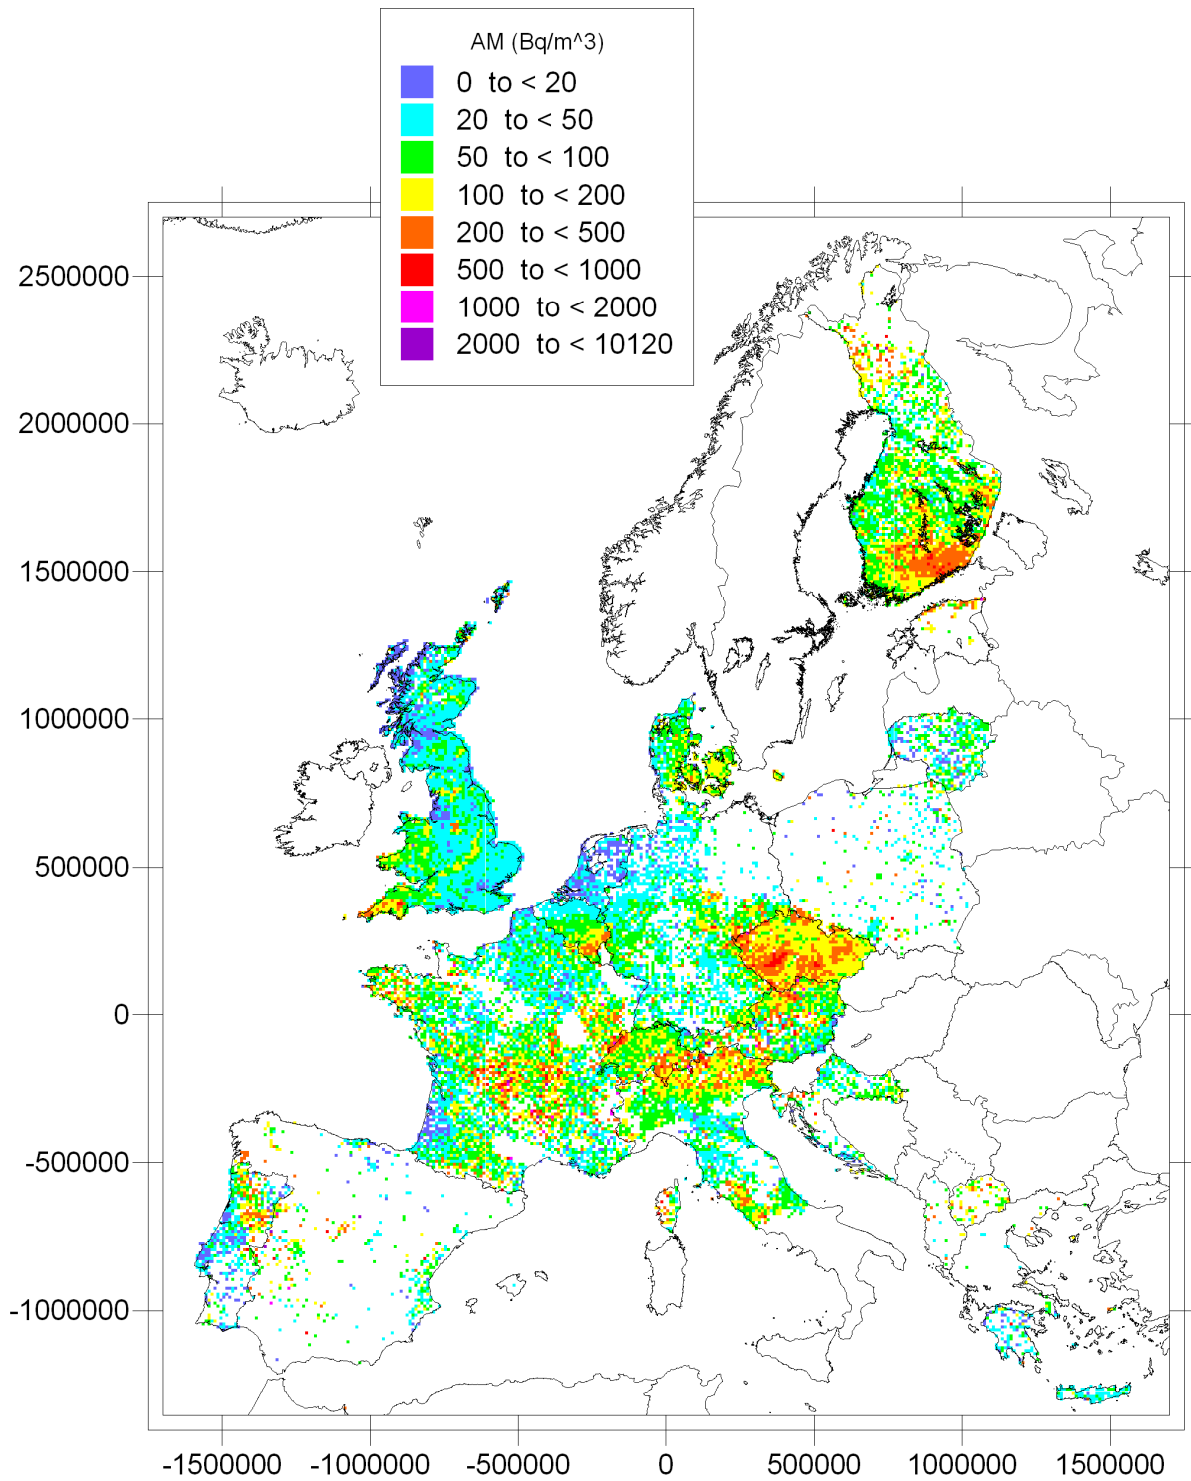 AM (Bq/m^3)
0 to < 20
20 to < 50
50 to < 100
100 to < 200
200 to < 500
500 to < 1000
1000 to < 2000
2000 to < 10120
2500000
2000000
1500000
1000000
500000
0
-500000
-1000000
-1500000 -1000000 -500000 0 500000 1000000 1500000